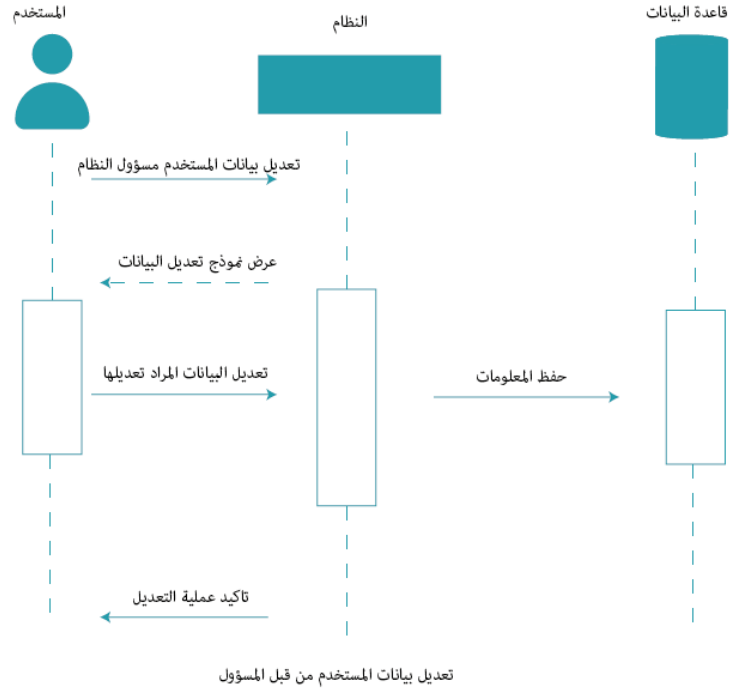 المستخدم
النظام
قاعدة البيانات
تعديل بيانات المستخدم مسؤول النظام
عرض نموذج تعديل البيانات
تعديل البيانات المراد تعديلها
حفظ المعلومات
تاكيد عملية التعديل
تعديل بيانات المستخدم من قبل المسؤول